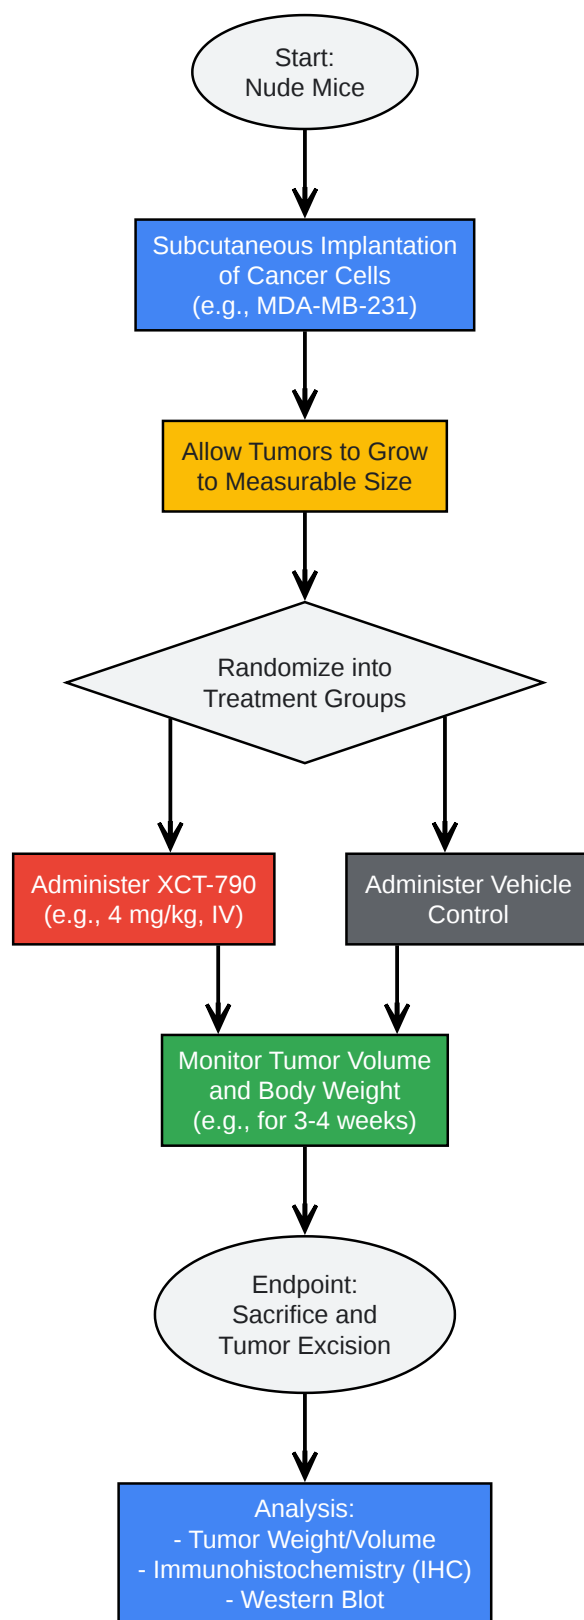 Start:
Nude Mice
Subcutaneous Implantation
of Cancer Cells
(e.g., MDA-MB-231)
Allow Tumors to Grow
to Measurable Size
Randomize into
Treatment Groups
Administer XCT-790
(e.g., 4 mg/kg, IV)
Administer Vehicle
Control
Monitor Tumor Volume
and Body Weight
(e.g., for 3-4 weeks)
Endpoint:
Sacrifice and
Tumor Excision
Analysis:
- Tumor Weight/Volume
- Immunohistochemistry (IHC)
- Western Blot